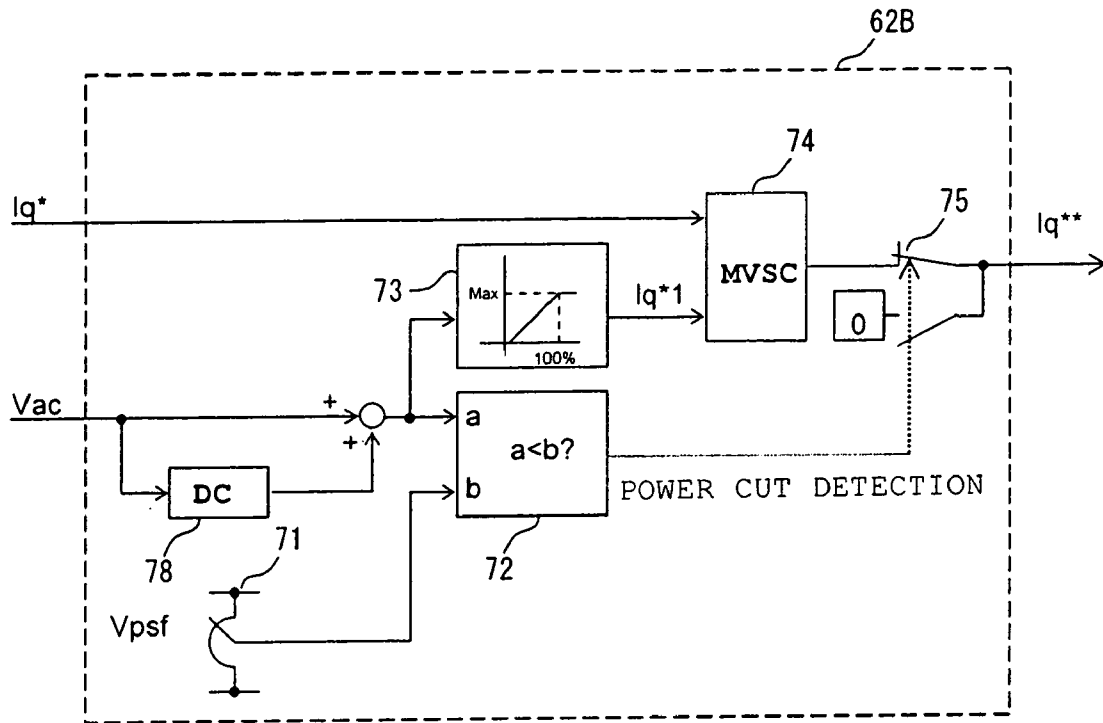 62B
74
Iq*
75
Iq**
73
Max
MVSC
Iq*1
0
100%
Vac
+
a
+
a<b?
DC
b
POWER CUT DETECTION
71
78
72
Vpsf